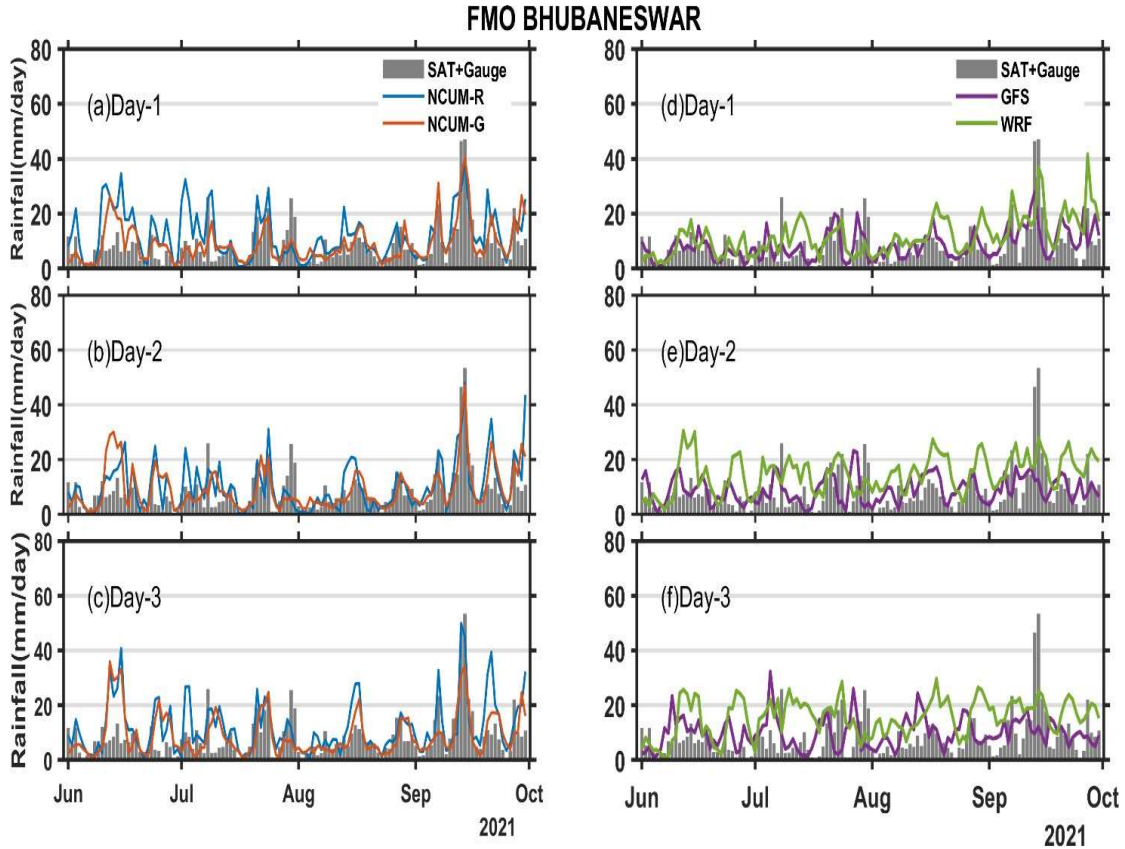 FMO BHUBANESWAR
Rainfall(mm/day)
80
60
40
20
0
(a)Day-1
SAT+Gauge
NCUM-R
NCUM-G
80
60
40
20
0
(d)Day-1
SAT+Gauge
GFS
WRF
Rainfall(mm/day)
80
60
40
20
0
(b)Day-2
80
60
40
20
0
(e)Day-2
Rainfall(mm/day)
80
60
40
20
0
(c)Day-3
Jun Jul Aug Sep Oct
2021
80
60
40
20
0
(f)Day-3
Jun Jul Aug Sep Oct
2021